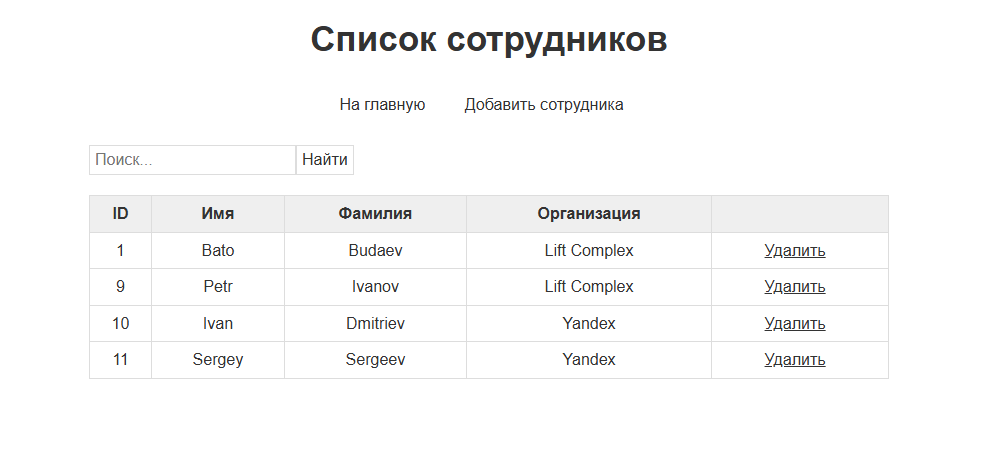 Список сотрудников
На главную Добавить сотрудника
Поиск... Найти
ID Имя Фамилия Организация
1 Bato Budaev Lift Complex Удалить
9 Petr Ivanov Lift Complex Удалить
10 Ivan Dmitriev Yandex Удалить
11 Sergey Sergeev Yandex Удалить